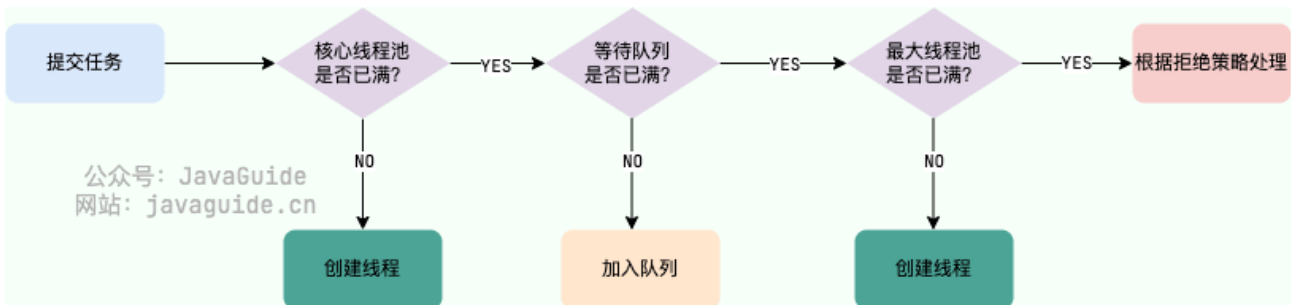 提交任务
核心线程池
是否已满?
YES
等待队列
是否已满?
YES
最大线程池
是否已满?
YES
根据拒绝策略处理
NO
NO
NO
公众号：JavaGuide
网站：javaguide.cn
创建线程
加入队列
创建线程